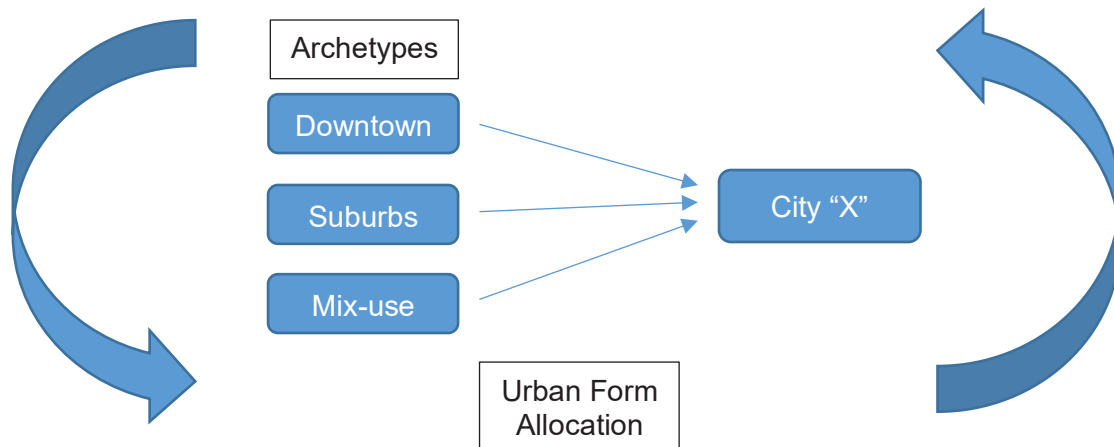 Archetypes
Downtown
Suburbs
City “X”
Mix-use
Urban Form
Allocation